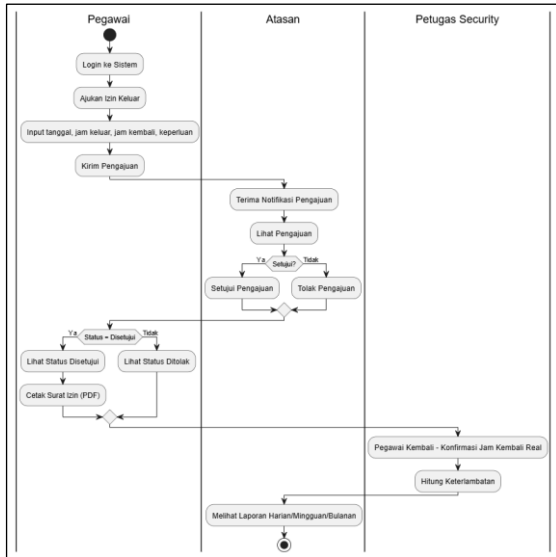 Pegawai
Atasan
Petugas Security
Login ke Sistem
Ajukan Izin Keluar
Input tanggal, jam keluar, jam kembali, keperluan
Kirim Pengajuan
Terima Notifikasi Pengajuan
Lihat Pengajuan
Ya
Setujui?
Tidak
Setujui Pengajuan
Tolak Pengajuan
Ya
Status = Disetujui
Tidak
Lihat Status Disetujui
Lihat Status Ditolak
Cetak Surat Izin (PDF)
Pegawai Kembali - Konfirmasi Jam Kembali Real
Hitung Keterlambatan
Melihat Laporan Harian/Mingguan/Bulanan